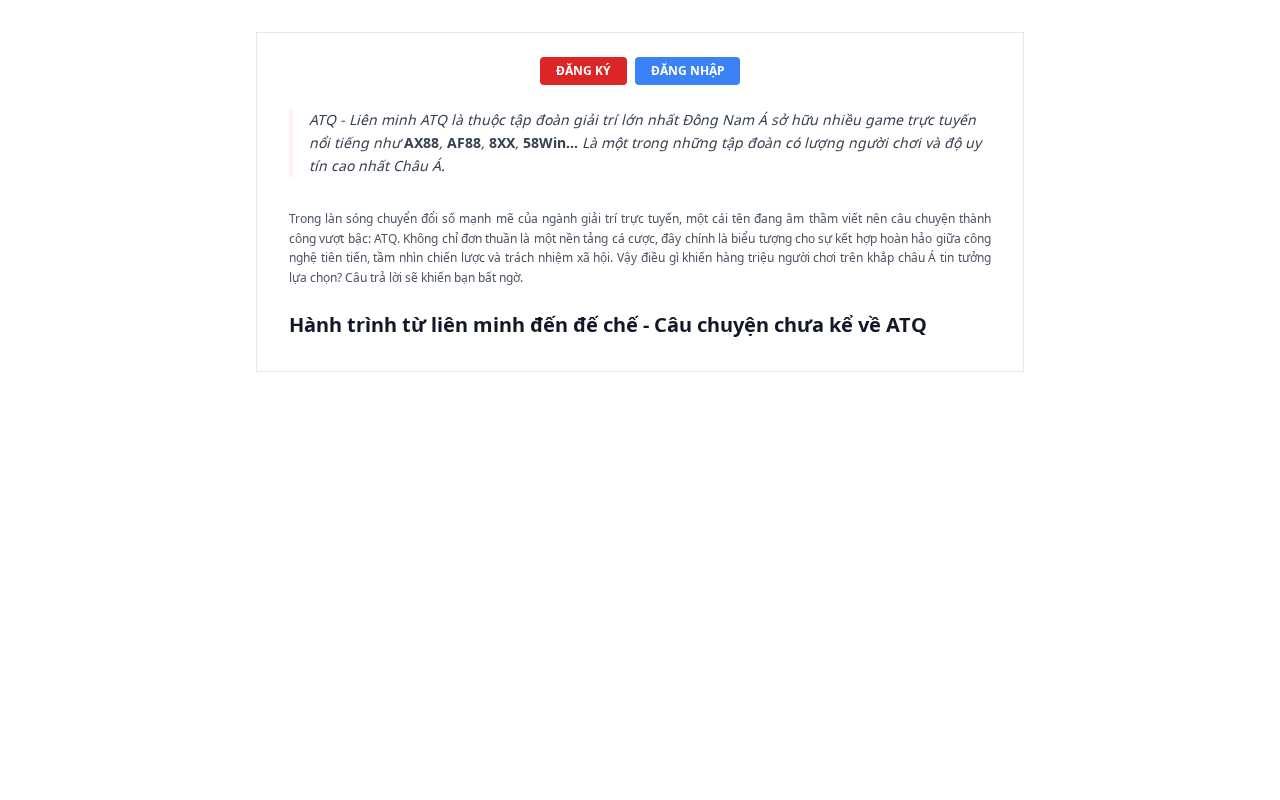 ĐĂNG KÝ
ĐĂNG NHẬP
ATQ - Liên minh ATQ là thuộc tập đoàn giải trí lớn nhất Đông Nam Á sở hữu nhiều game trực tuyến
nổi tiếng như AX88, AF88, 8XX, 58Win... Là một trong những tập đoàn có lượng người chơi và độ uy
tín cao nhất Châu Á.
Trong làn sóng chuyển đổi số mạnh mẽ của ngành giải trí trực tuyến, một cái tên đang âm thầm viết nên câu chuyện thành
công vượt bậc: ATQ. Không chỉ đơn thuần là một nền tảng cá cược, đây chính là biểu tượng cho sự kết hợp hoàn hảo giữa công
nghệ tiên tiến, tầm nhìn chiến lược và trách nhiệm xã hội. Vậy điều gì khiến hàng triệu người chơi trên khắp châu Á tin tưởng
lựa chọn? Câu trả lời sẽ khiến bạn bất ngờ.
Hành trình từ liên minh đến đế chế - Câu chuyện chưa kể về ATQ